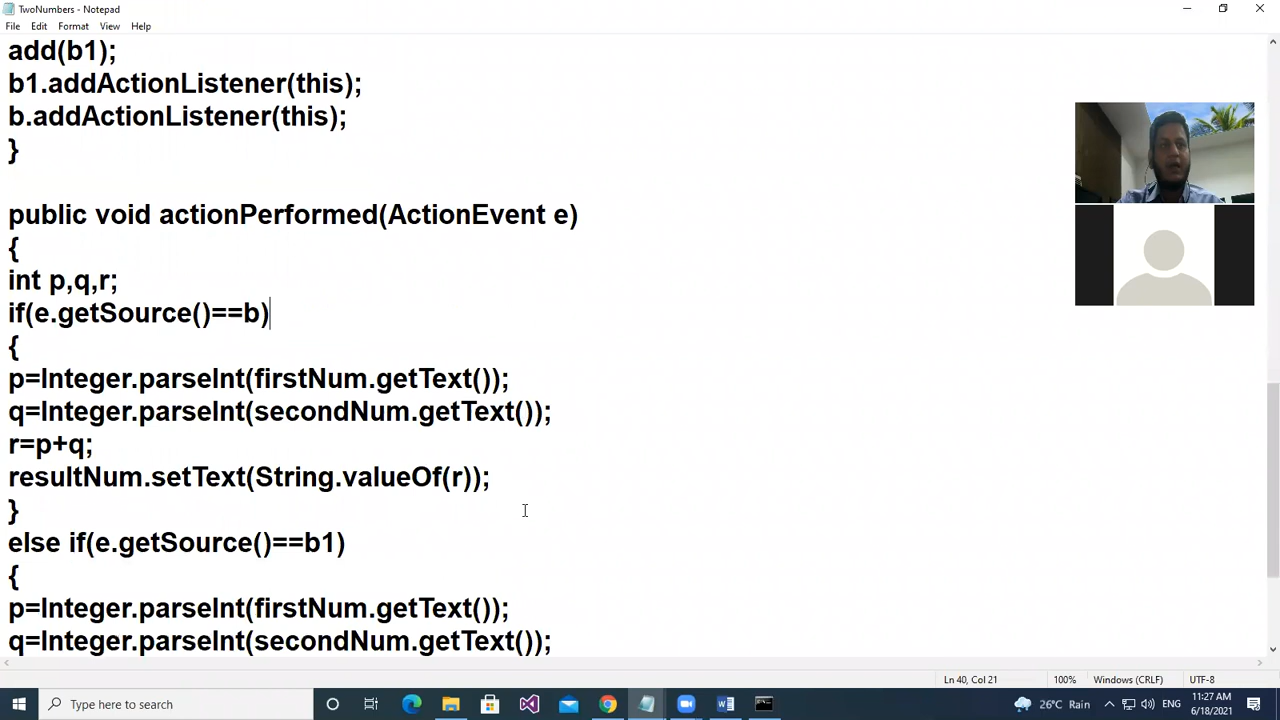 TwoNumbers - Notepad
File Edit Format View Help
add(b1);
b1.addActionListener(this);
b.addActionListener(this);
}
public void actionPerformed(ActionEvent e)
{
int p,q,r;
if(e.getSource()==b)
{
p=Integer.parseInt(firstNum.getText());
q=Integer.parseInt(secondNum.getText());
r=p+q;
resultNum.setText(String.valueOf(r));
}
else if(e.getSource()==b1)
{
p=Integer.parseInt(firstNum.getText());
q=Integer.parseInt(secondNum.getText());
Ln 40, Col 21 100% Windows (CRLF) UTF-8
Type here to search
26°C Rain ENG 11:27 AM
6/18/2021